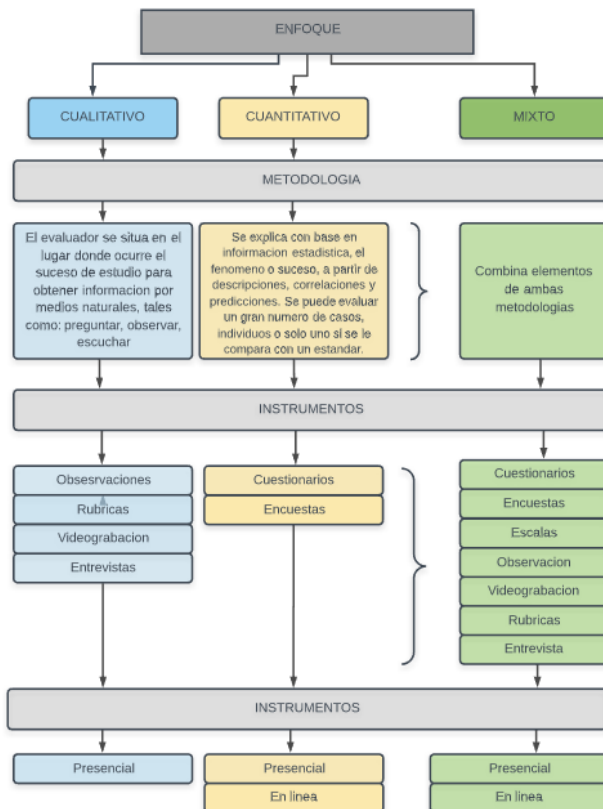 ENFOQUE
CUALITATIVO
CUANTITATIVO
MIXTO
METODOLOGIA
El evaluador se situa en el
lugar donde ocurre el
suceso de estudio para
obtener informacion por
medios naturales, tales
como: preguntar, observar,
escuchar
Se explica con base en
infoirmacion estadistica, el
fenomeno o suceso, a partir de
descripciones, correlaciones y
predicciones. Se puede evaluar
un gran numero de casos,
individuos o solo uno si se le
compara con un estandar.
Combina elementos
de ambas
metodologias
INSTRUMENTOS
Obsesrvaciones
Rubricas
Videograbacion
Entrevistas
Cuestionarios
Encuestas
Cuestionarios
Encuestas
Escalas
Observacion
Videograbacion
Rubricas
Entrevista
INSTRUMENTOS
Presencial
Presencial
En linea
Presencial
En linea